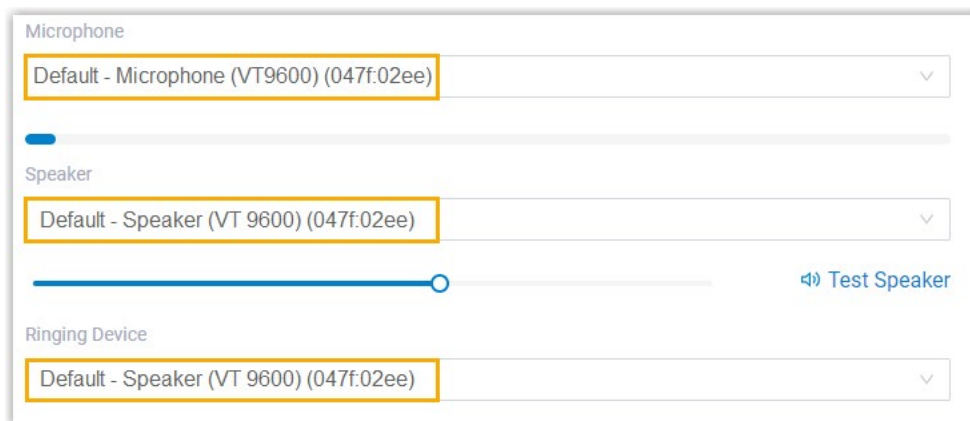 Microphone
Default - Microphone (VT9600) (047f:02ee)
Speaker
Default - Speaker (VT 9600) (047f:02ee)
Test Speaker
Ringing Device
Default - Speaker (VT 9600) (047f:02ee)